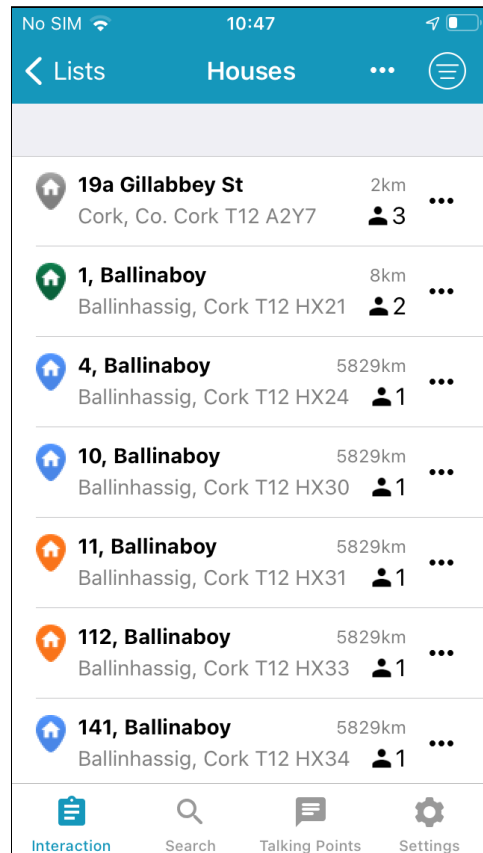 No SIM 10:47
Lists Houses
19a Gillabbey St 2km
Cork, Co. Cork T12 A2Y7 3
1, Ballinaboy 8km
Ballinhassig, Cork T12 HX21 2
4, Ballinaboy 5829km
Ballinhassig, Cork T12 HX24 1
10, Ballinaboy 5829km
Ballinhassig, Cork T12 HX30 1
11, Ballinaboy 5829km
Ballinhassig, Cork T12 HX31 1
112, Ballinaboy 5829km
Ballinhassig, Cork T12 HX33 1
141, Ballinaboy 5829km
Ballinhassig, Cork T12 HX34 1
Interaction Search Talking Points Settings